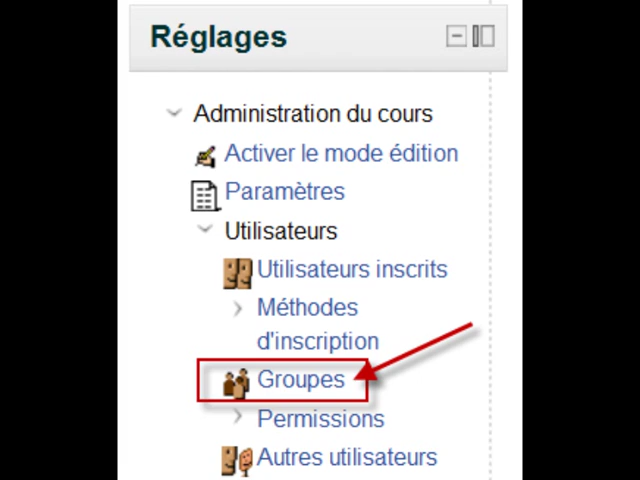 Réglages
Administration du cours
Activer le mode édition
Paramètres
Utilisateurs
Utilisateurs inscrits
Méthodes
d'inscription
Groupes
Permissions
Autres utilisateurs